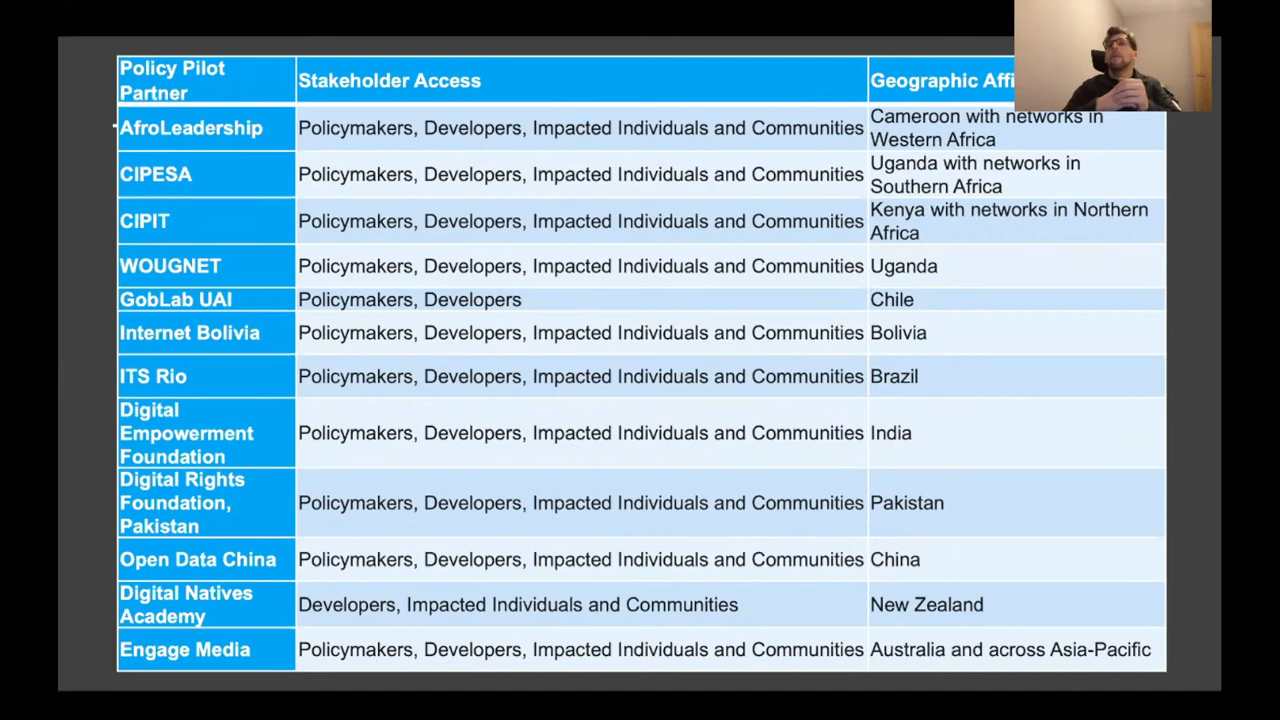 Policy Pilot
Partner
Stakeholder Access
Geographic
AfroLeadership
Policymakers, Developers, Impacted Individuals and Communities
Cameroon with networks in
Western Africa
CIPESA
Policymakers, Developers, Impacted Individuals and Communities
Uganda with networks in
Southern Africa
CIPIT
Policymakers, Developers, Impacted Individuals and Communities
Kenya with networks in Northern
Africa
WOUGNET
Policymakers, Developers, Impacted Individuals and Communities
Uganda
GobLab UAI
Policymakers, Developers
Chile
Internet Bolivia
Policymakers, Developers, Impacted Individuals and Communities
Bolivia
ITS Rio
Policymakers, Developers, Impacted Individuals and Communities
Brazil
Digital
Empowerment
Foundation
Policymakers, Developers, Impacted Individuals and Communities
India
Digital Rights
Foundation,
Pakistan
Policymakers, Developers, Impacted Individuals and Communities
Pakistan
Open Data China
Policymakers, Developers, Impacted Individuals and Communities
China
Digital Natives
Academy
Developers, Impacted Individuals and Communities
New Zealand
Engage Media
Policymakers, Developers, Impacted Individuals and Communities
Australia and across Asia-Pacific